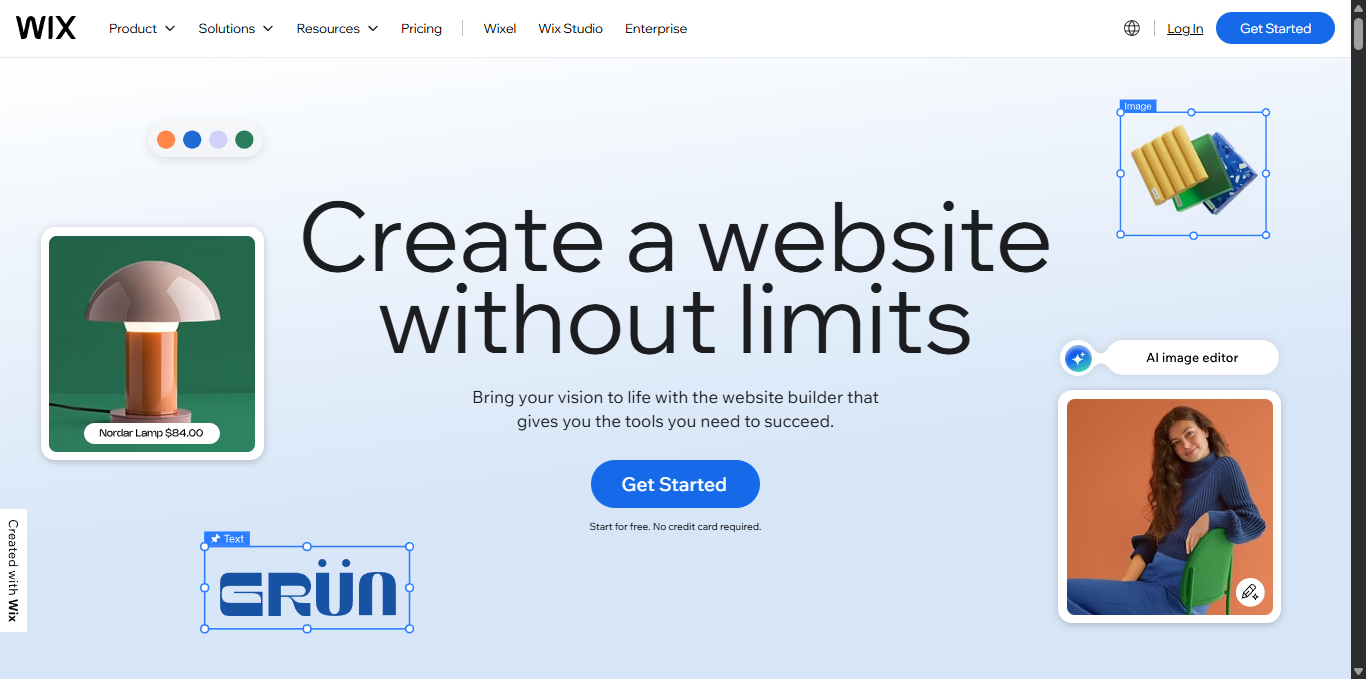 WIX
Product
Solutions
Resources
Pricing
Wixel
Wix Studio
Enterprise
Log In
Get Started
Image
Create a website
without limits
AI image editor
Bring your vision to life with the website builder that
gives you the tools you need to succeed.
Nordar Lamp $84.00
Get Started
Start for free. No credit card required.
Created with Wix
Text
GRÜN